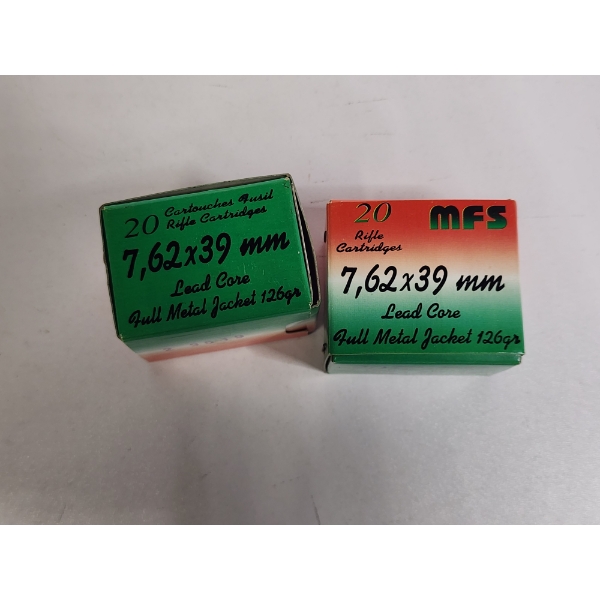 20 Cartouches Fusil
Rifle Cartridges
7,62x39 mm
Lead Core
Full Metal Jacket 126gr
20 MFS
Rifle
Cartridges
7,62x39 mm
Lead Core
Full Metal Jacket 126gr